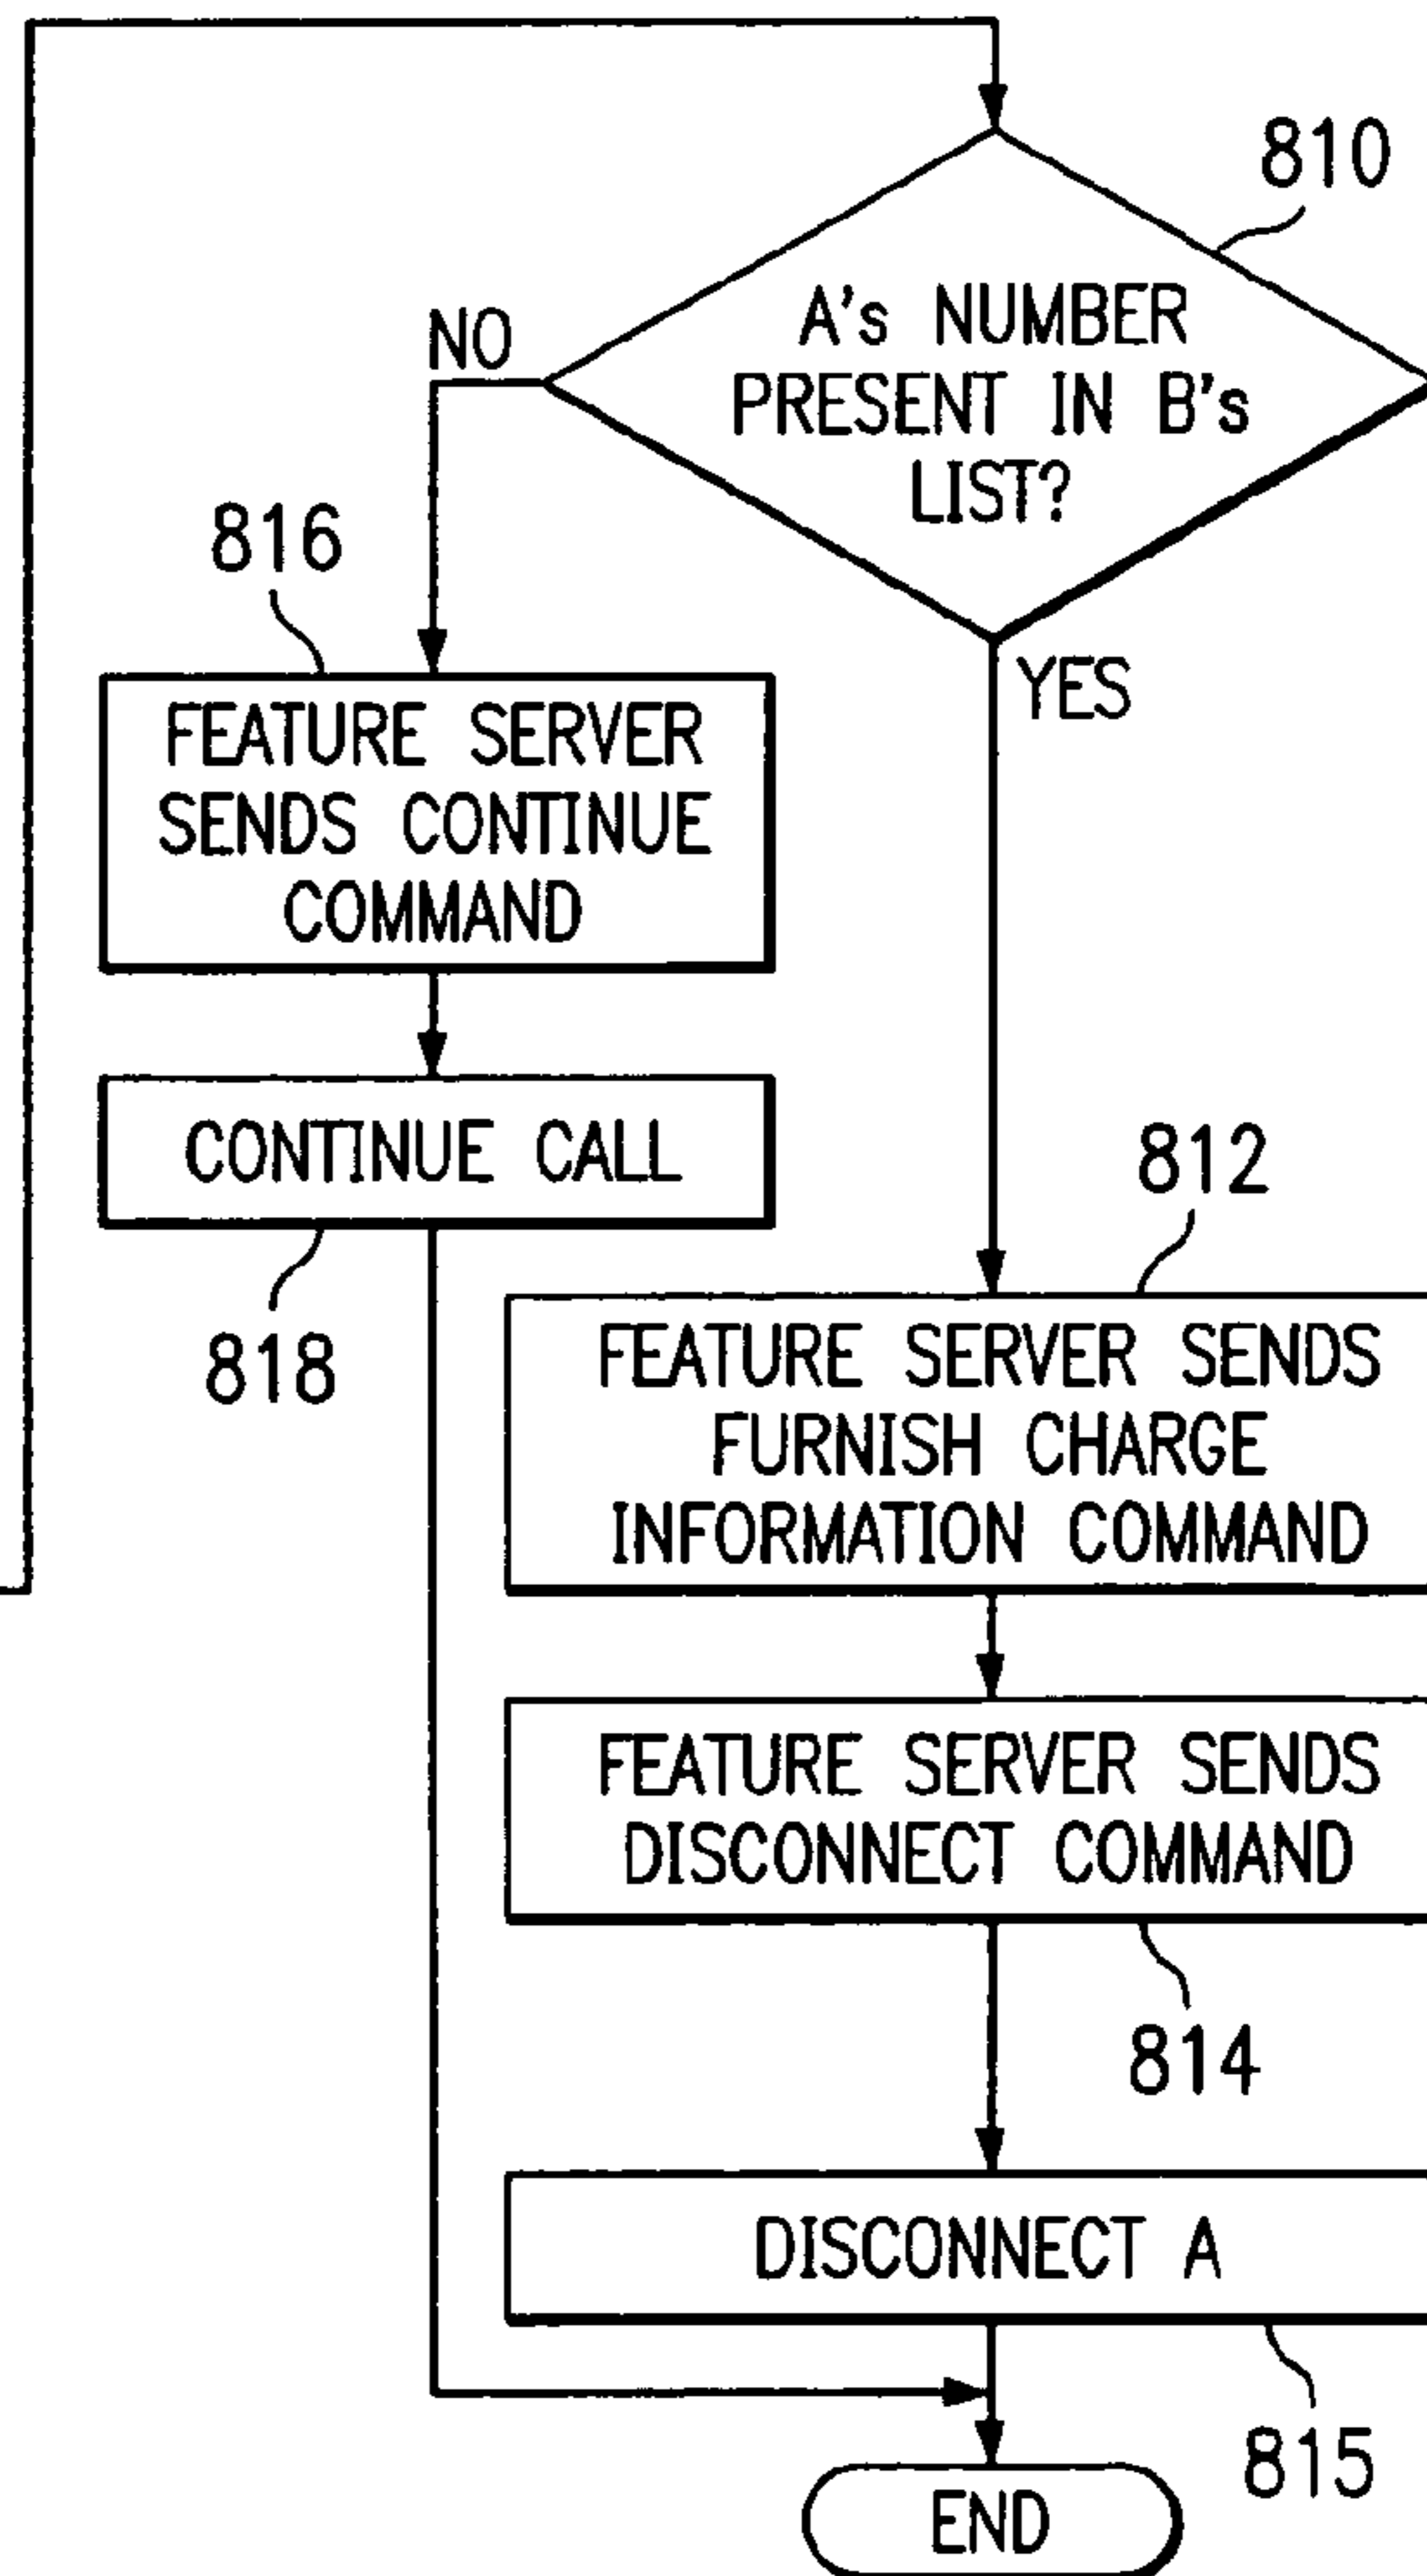 810
A's NUMBER
PRESENT IN B's
LIST?
NO
YES
816
FEATURE SERVER
SENDS CONTINUE
COMMAND
CONTINUE CALL
818
812
FEATURE SERVER SENDS
FURNISH CHARGE
INFORMATION COMMAND
FEATURE SERVER SENDS
DISCONNECT COMMAND
814
DISCONNECT A
815
END